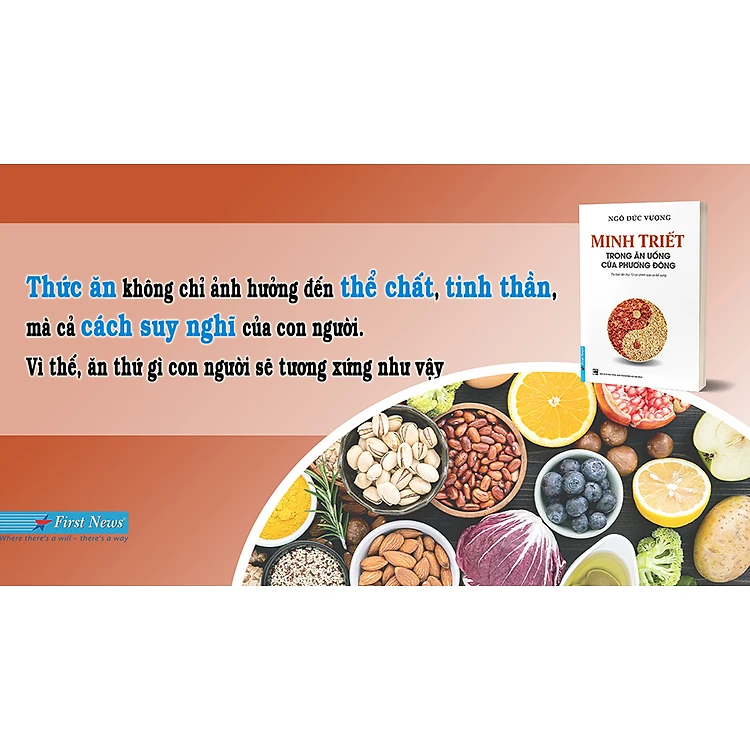 Thức ăn không chỉ ảnh hưởng đến thể chất, tinh thần,
mà cả cách suy nghĩ của con người.
Vì thế, ăn thứ gì con người sẽ tương xứng như vậy
NGÔ ĐỨC VƯỢNG
MINH TRIẾT
TRONG ĂN UỐNG
CỦA PHƯƠNG ĐÔNG
First News
First News
Where there's a will - there's a way